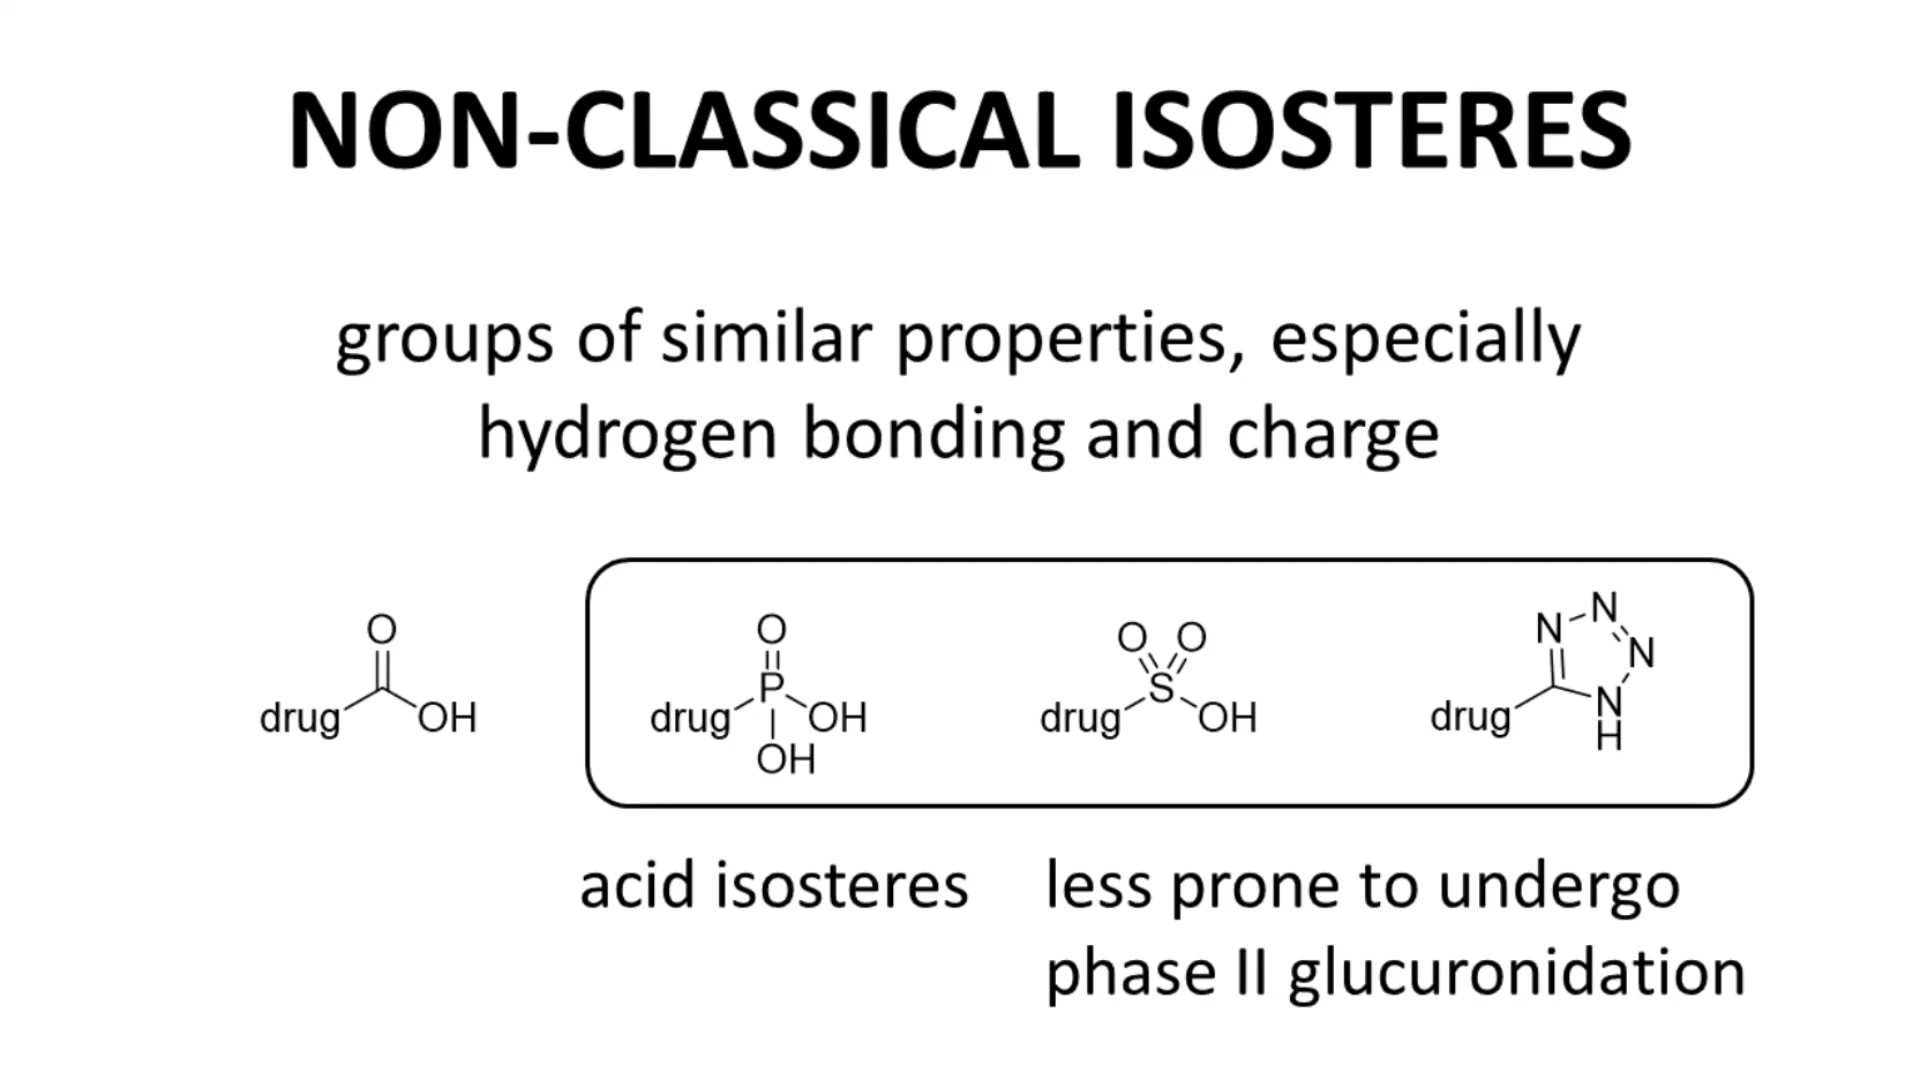 NON-CLASSICAL ISOSTERES
groups of similar properties, especially
hydrogen bonding and charge
O
drug OH
O
P
drug OH
OH
O O
S
drug OH
N N
N
drug N
H
acid isosteres less prone to undergo
phase II glucuronidation